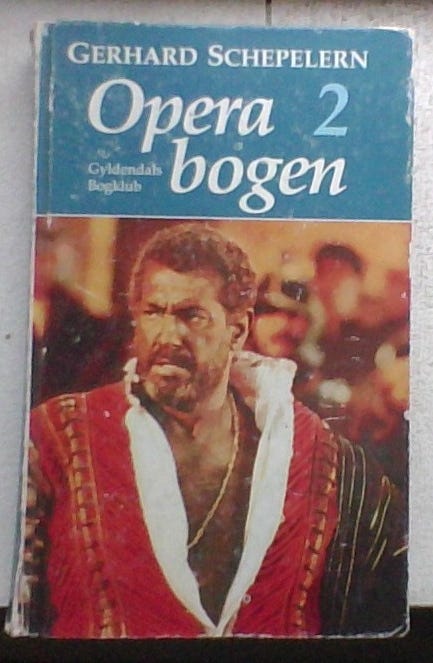 GERHARD SCHEPELERN
Opera 2
Gyldendals
Bogklub
bogen